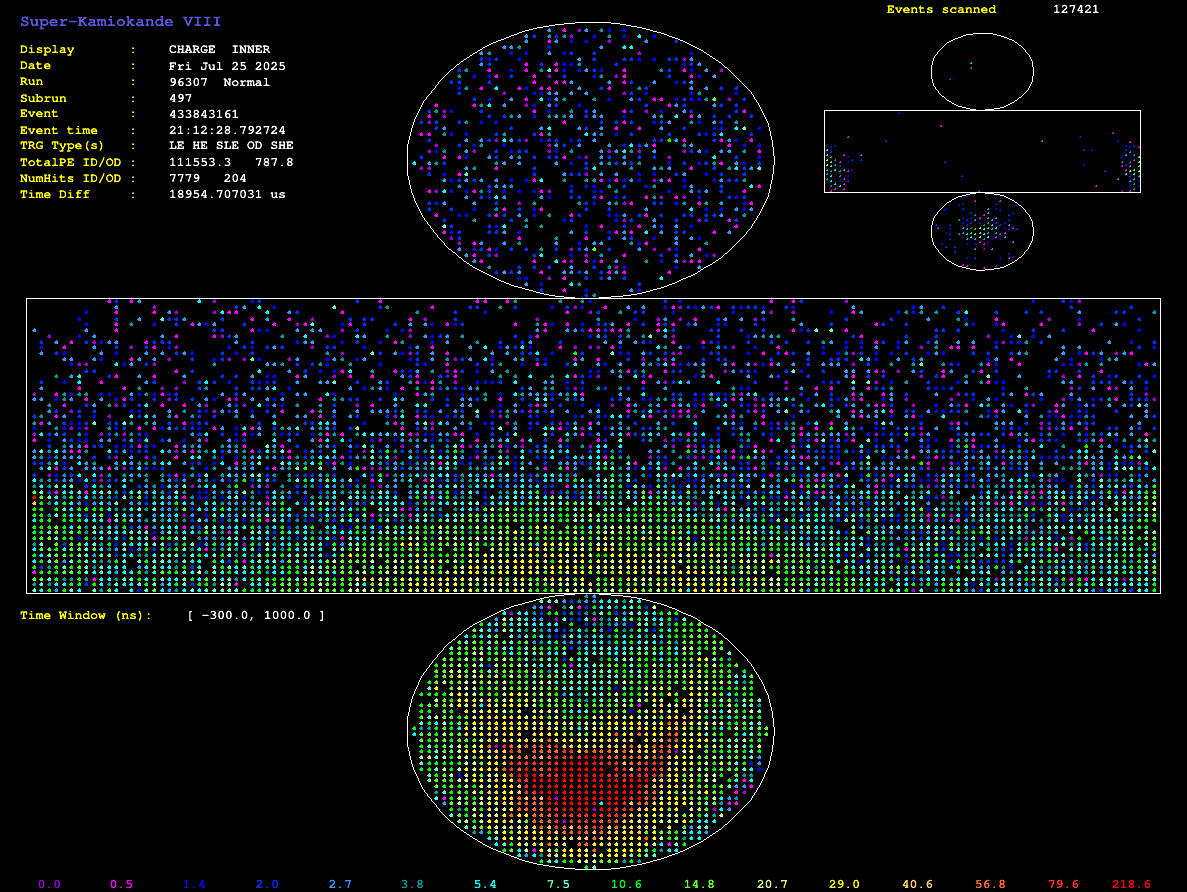 Super-Kamiokande VIII
Events scanned 127421
Display : CHARGE INNER
Date : Fri Jul 25 2025
Run : 96307 Normal
Subrun : 497
Event : 433843161
Event time : 21:12:28.792724
TRG Type(s) : LE HE SLE OD SHE
TotalPE ID/OD : 111553.3 787.8
NumHits ID/OD : 7779 204
Time Diff : 18954.707031 us
Time Window (ns): [ -300.0, 1000.0 ]
0.0 0.5 1.4 2.0 2.7 3.8 5.4 7.5 10.6 14.8 20.7 29.0 40.6 56.8 79.6 218.6